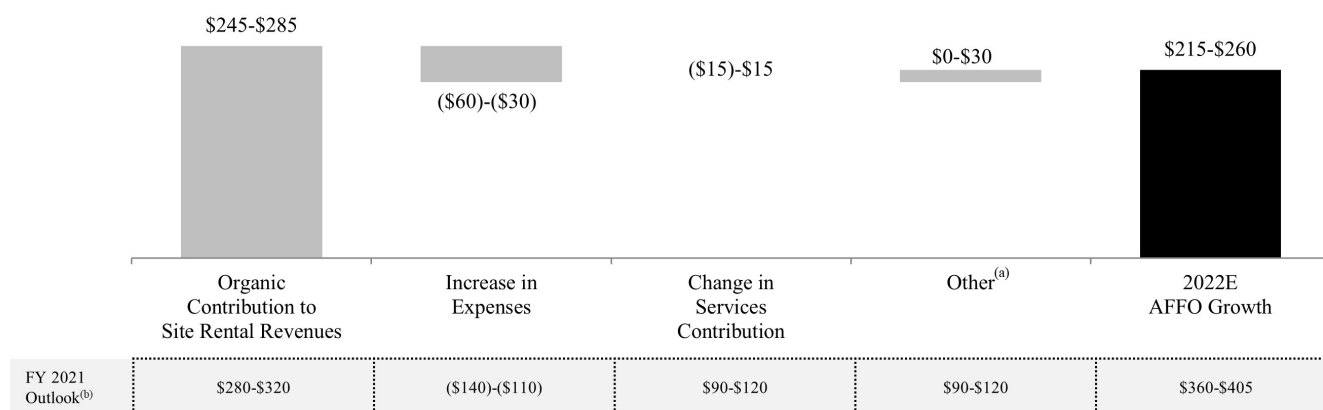 $245-$285
($60)-($30)
($15)-$15
$0-$30
$215-$260
Organic
Contribution to
Site Rental Revenues
Increase in
Expenses
Change in
Services
Contribution
Other(a)
2022E
AFFO Growth
FY 2021
Outlook(b)
$280-$320
($140)-($110)
$90-$120
$90-$120
$360-$405